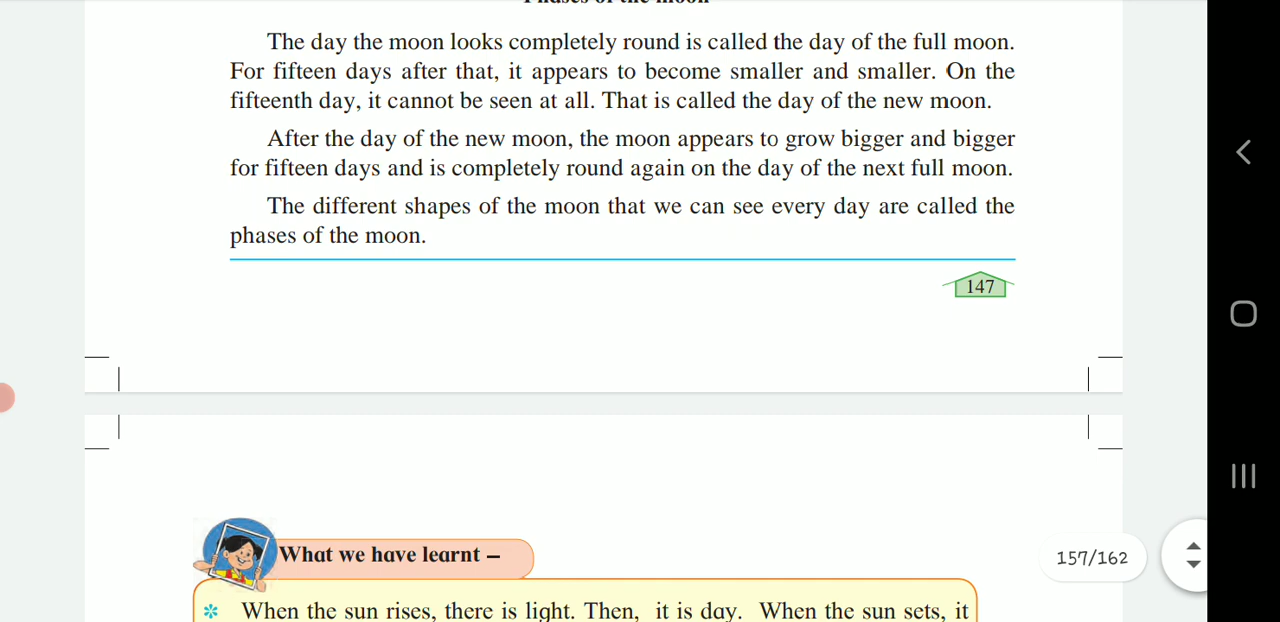 Phases of the moon
The day the moon looks completely round is called the day of the full moon.
For fifteen days after that, it appears to become smaller and smaller. On the
fifteenth day, it cannot be seen at all. That is called the day of the new moon.
After the day of the new moon, the moon appears to grow bigger and bigger
for fifteen days and is completely round again on the day of the next full moon.
The different shapes of the moon that we can see every day are called the
phases of the moon.
147
What we have learnt –
157/162
* When the sun rises, there is light. Then, it is day. When the sun sets, it